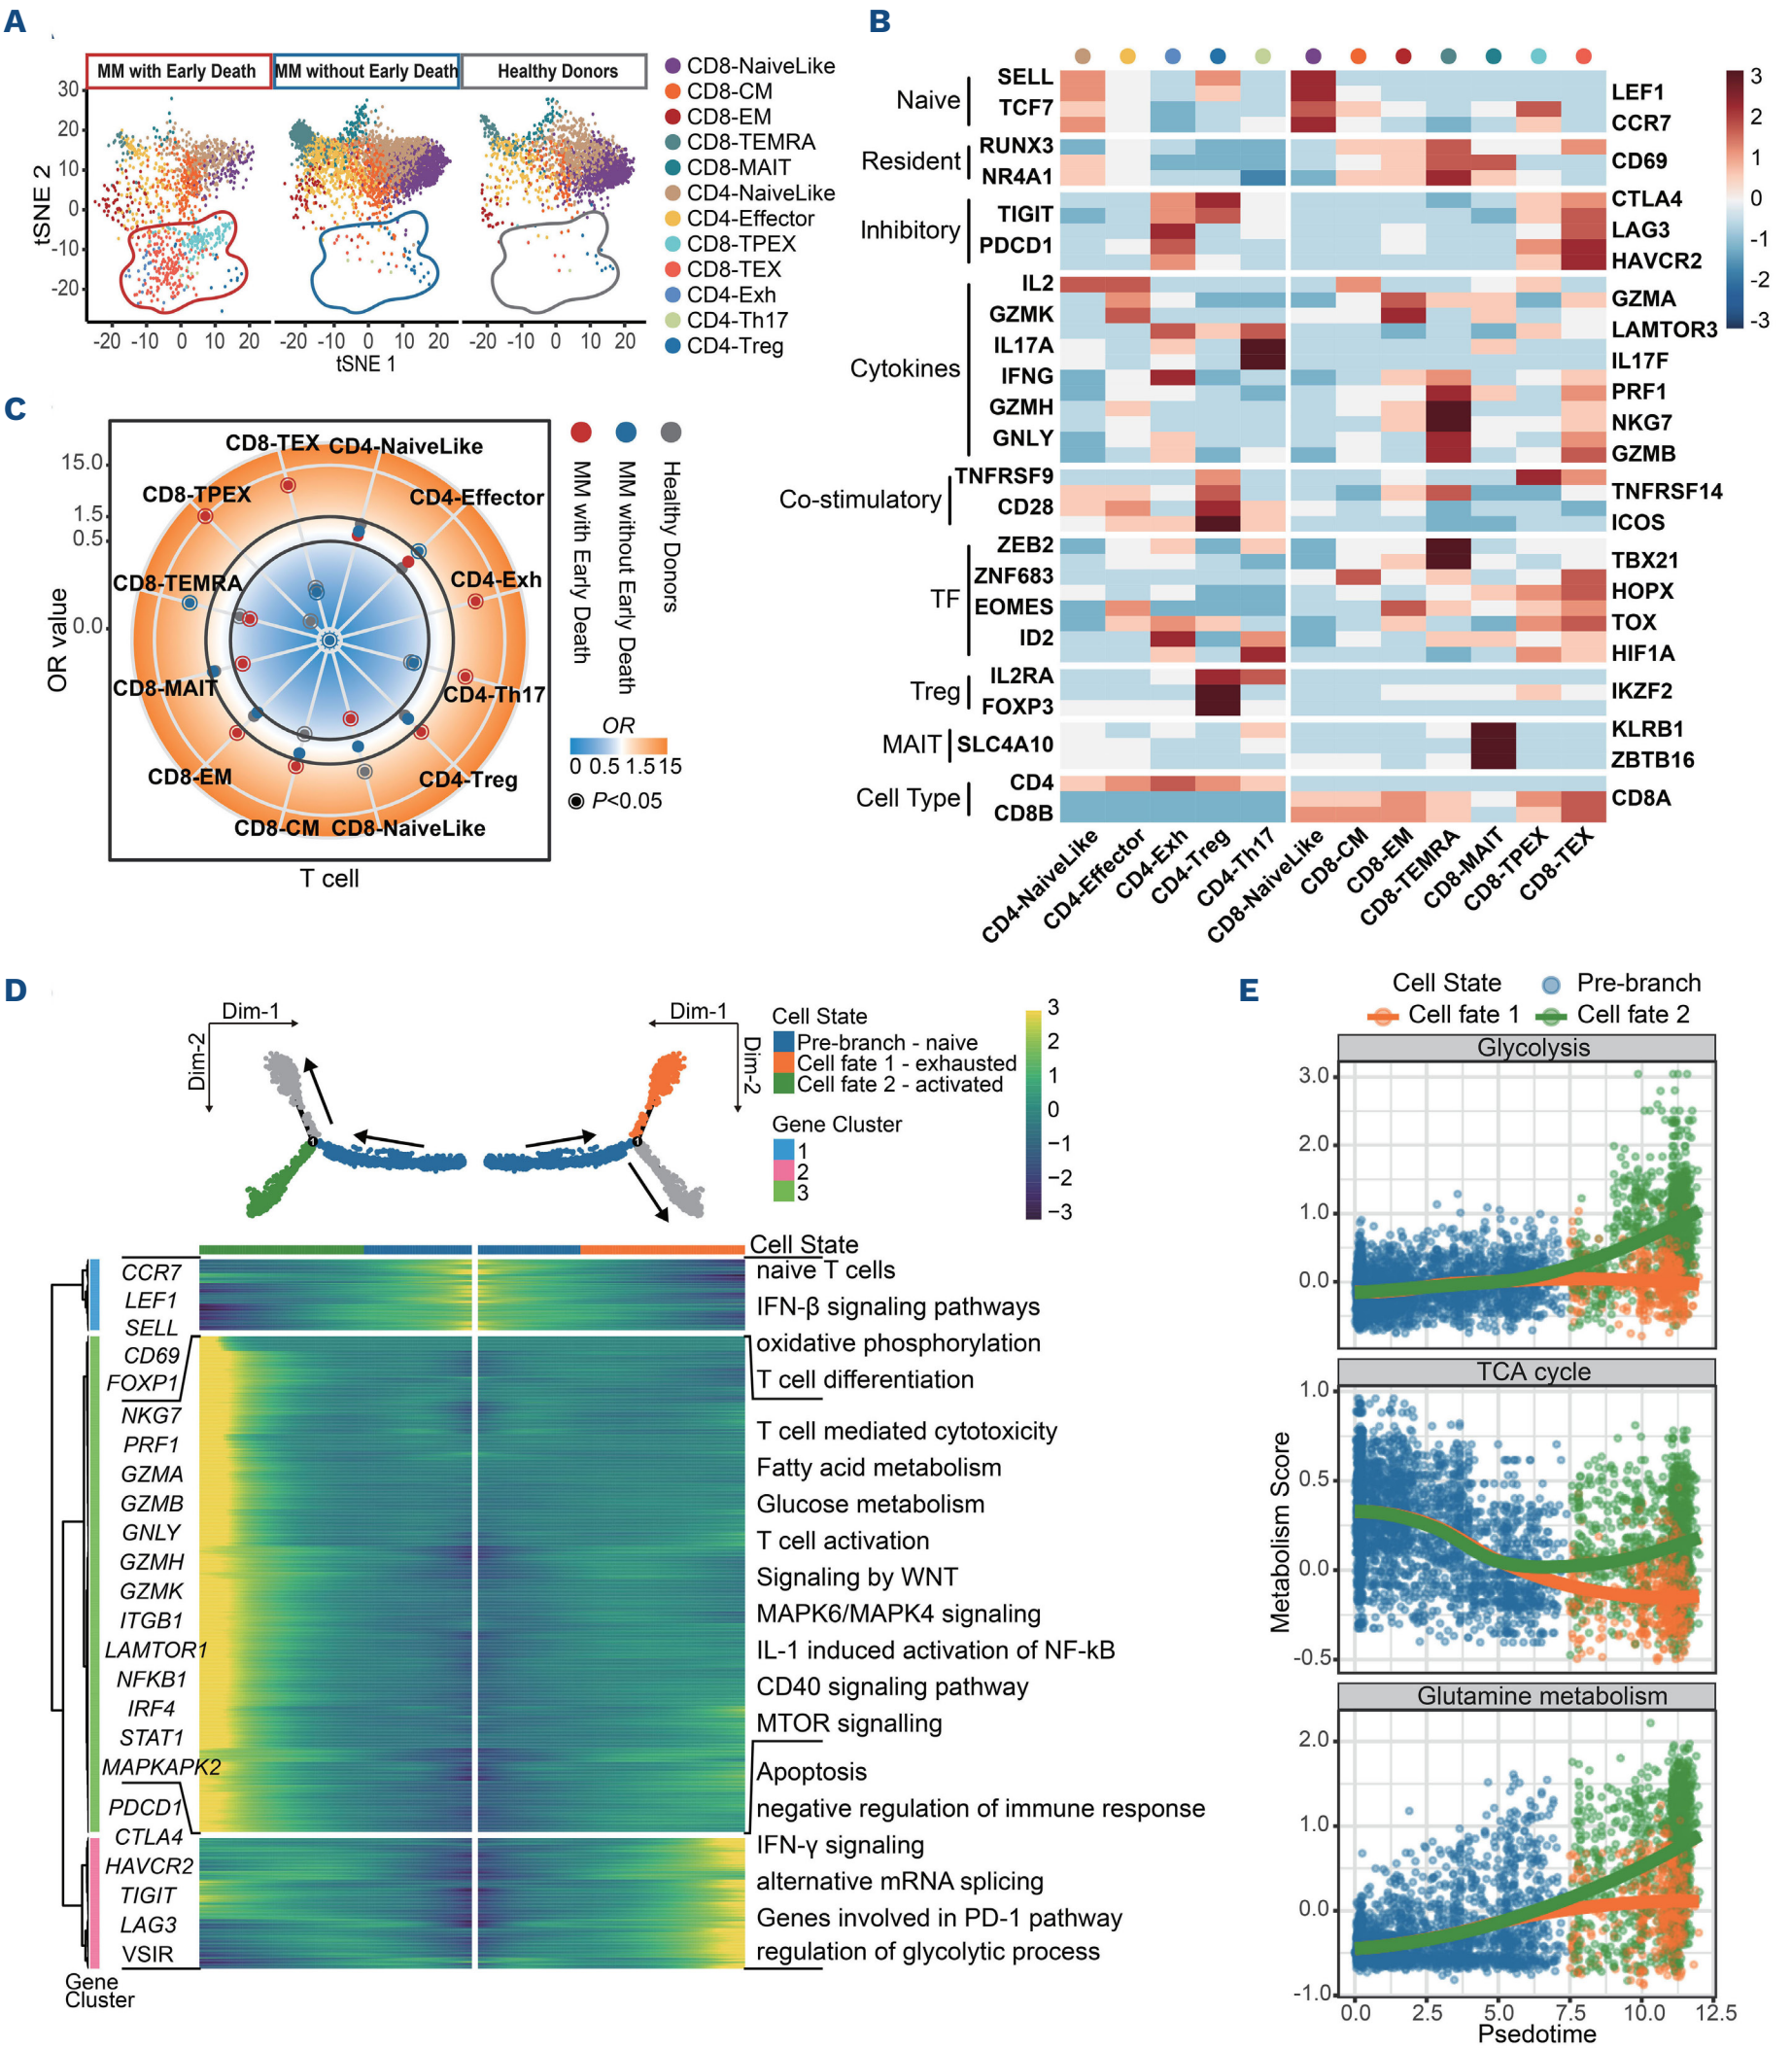 A
MM with Early Death
MM without Early Death
Healthy Donors
30
20
10
0
-10
-20
tSNE 2
-20 -10 0 10 20
-20 -10 0 10 20
-20 -10 0 10 20
tSNE 1
CD8-NaiveLike
CD8-CM
CD8-EM
CD8-TEMRA
CD8-MAIT
CD4-NaiveLike
CD4-Effector
CD8-TPEX
CD8-TEX
CD4-Exh
CD4-Th17
CD4-Treg
B
Naive
SELL
TCF7
LEF1
CCR7
Resident
RUNX3
NR4A1
CD69
Inhibitory
TIGIT
PDCD1
CTLA4
LAG3
HAVCR2
Cytokines
IL2
GZMK
IL17A
IFNG
GZMH
GNLY
GZMA
LAMTOR3
IL17F
PRF1
NKG7
GZMB
Co-stimulatory
TNFRSF9
CD28
TNFRSF14
ICOS
TF
ZEB2
ZNF683
EOMES
ID2
TBX21
HOPX
TOX
HIF1A
Treg
IL2RA
FOXP3
IKZF2
MAIT
SLC4A10
KLRB1
ZBTB16
Cell Type
CD4
CD8B
CD8A
CD4-NaiveLike
CD4-Effector
CD4-Exh
CD4-Treg
CD4-Th17
CD8-NaiveLike
CD8-CM
CD8-EM
CD8-TEMRA
CD8-MAIT
CD8-TPEX
CD8-TEX
3
2
1
0
-1
-2
-3
C
OR value
15.0
1.5
0.5
0.0
CD8-TEX
CD4-NaiveLike
CD8-TPEX
CD4-Effector
CD8-TEMRA
CD4-Exh
CD8-MAIT
CD4-Th17
CD8-EM
CD4-Treg
CD8-CM
CD8-NaiveLike
T cell
MM with Early Death
MM without Early Death
Healthy Donors
OR
0 0.5 1.5 15
P<0.05
D
Dim-1
Dim-2
1
Dim-1
Dim-2
1
Cell State
Pre-branch - naive
Cell fate 1 - exhausted
Cell fate 2 - activated
Gene Cluster
1
2
3
3
2
1
0
−1
−2
−3
Cell State
CCR7
LEF1
SELL
CD69
FOXP1
NKG7
PRF1
GZMA
GZMB
GNLY
GZMH
GZMK
ITGB1
LAMTOR1
NFKB1
IRF4
STAT1
MAPKAPK2
PDCD1
CTLA4
HAVCR2
TIGIT
LAG3
VSIR
Gene
Cluster
naive T cells
IFN-β signaling pathways
oxidative phosphorylation
T cell differentiation
T cell mediated cytotoxicity
Fatty acid metabolism
Glucose metabolism
T cell activation
Signaling by WNT
MAPK6/MAPK4 signaling
IL-1 induced activation of NF-kB
CD40 signaling pathway
MTOR signalling
Apoptosis
negative regulation of immune response
IFN-γ signaling
alternative mRNA splicing
Genes involved in PD-1 pathway
regulation of glycolytic process
E
Cell State
Pre-branch
Cell fate 1
Cell fate 2
Glycolysis
3.0
2.0
1.0
0.0
TCA cycle
1.0
0.5
0.0
-0.5
Glutamine metabolism
2.0
1.0
0.0
-1.0
Metabolism Score
0.0 2.5 5.0 7.5 10.0 12.5
Psedotime